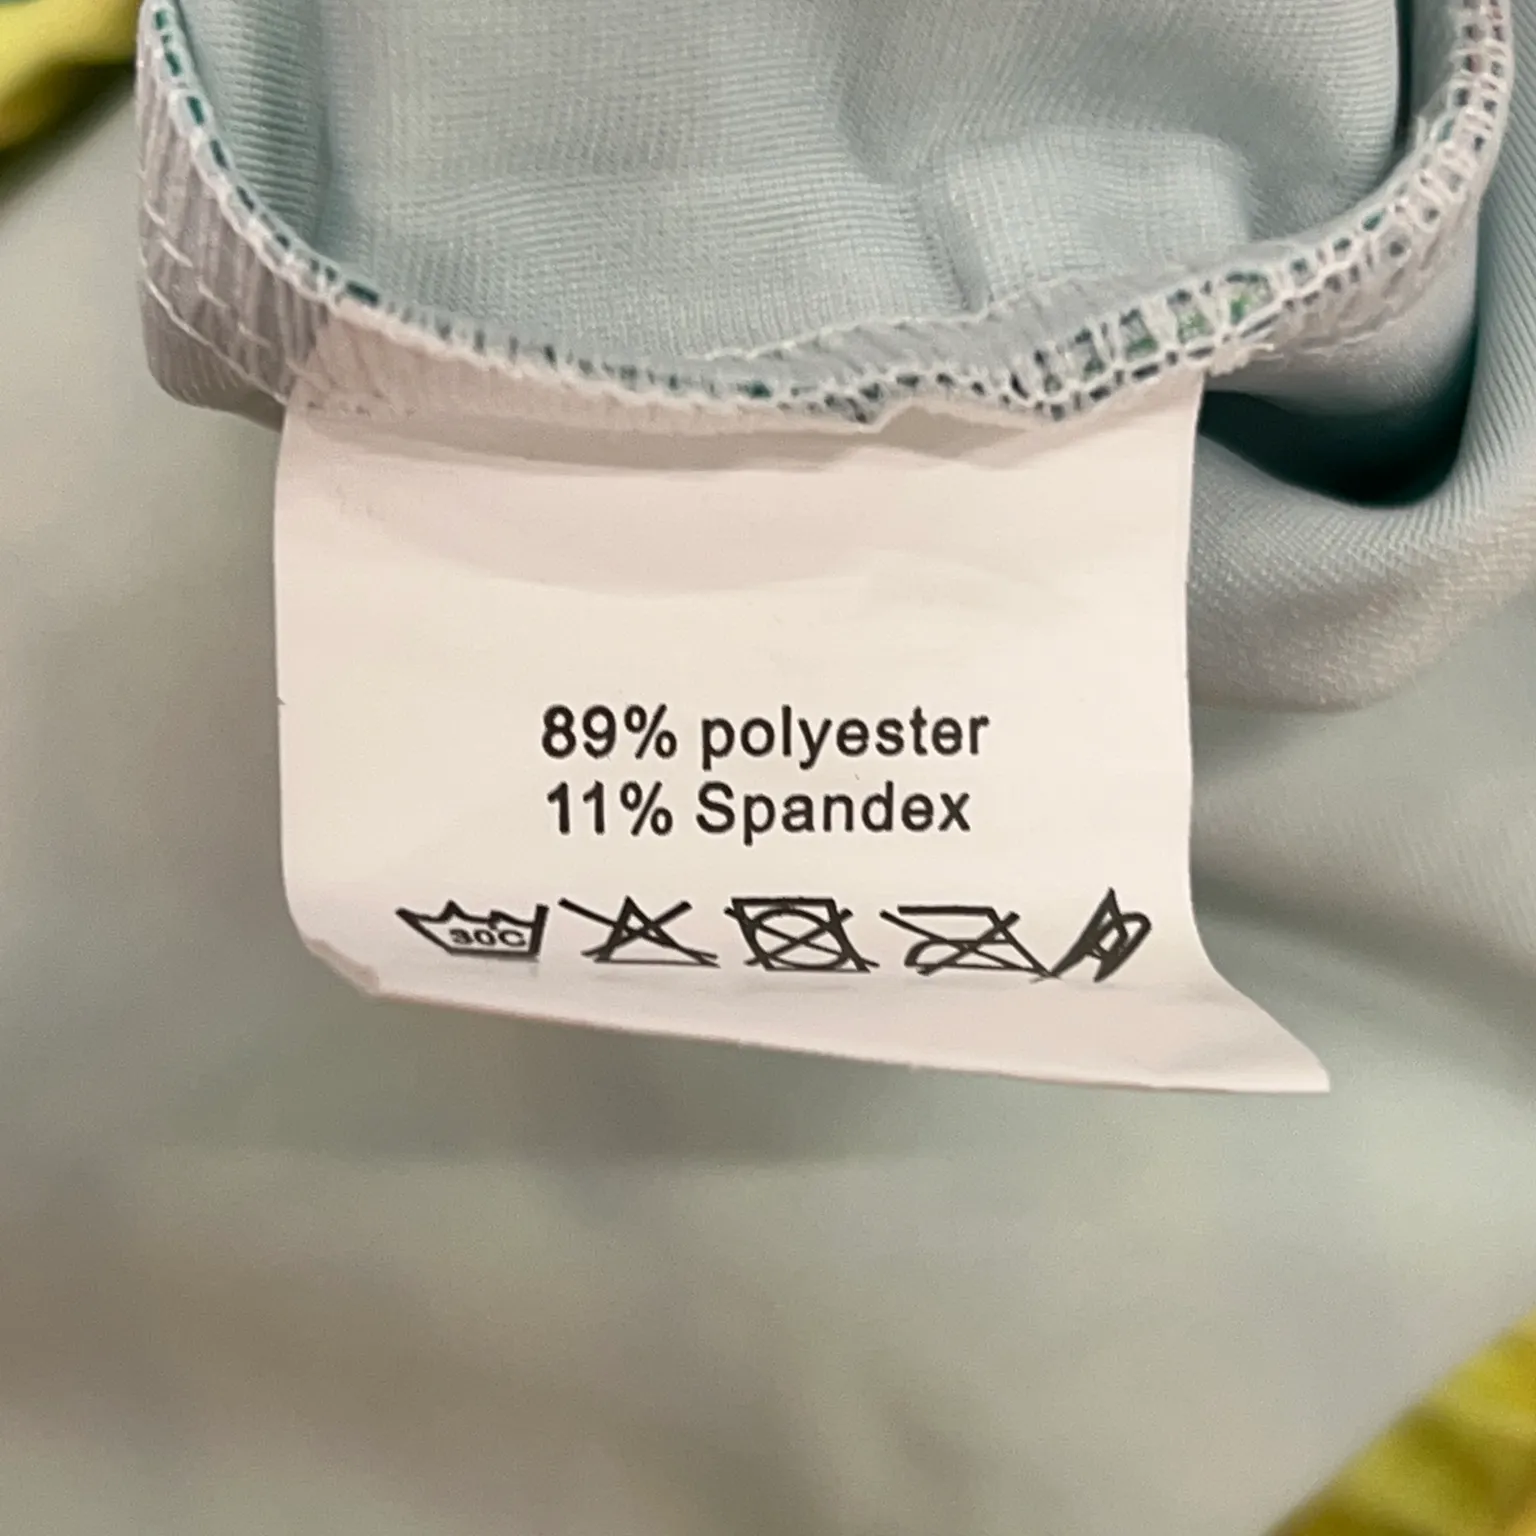 89% polyester
11% Spandex
30C